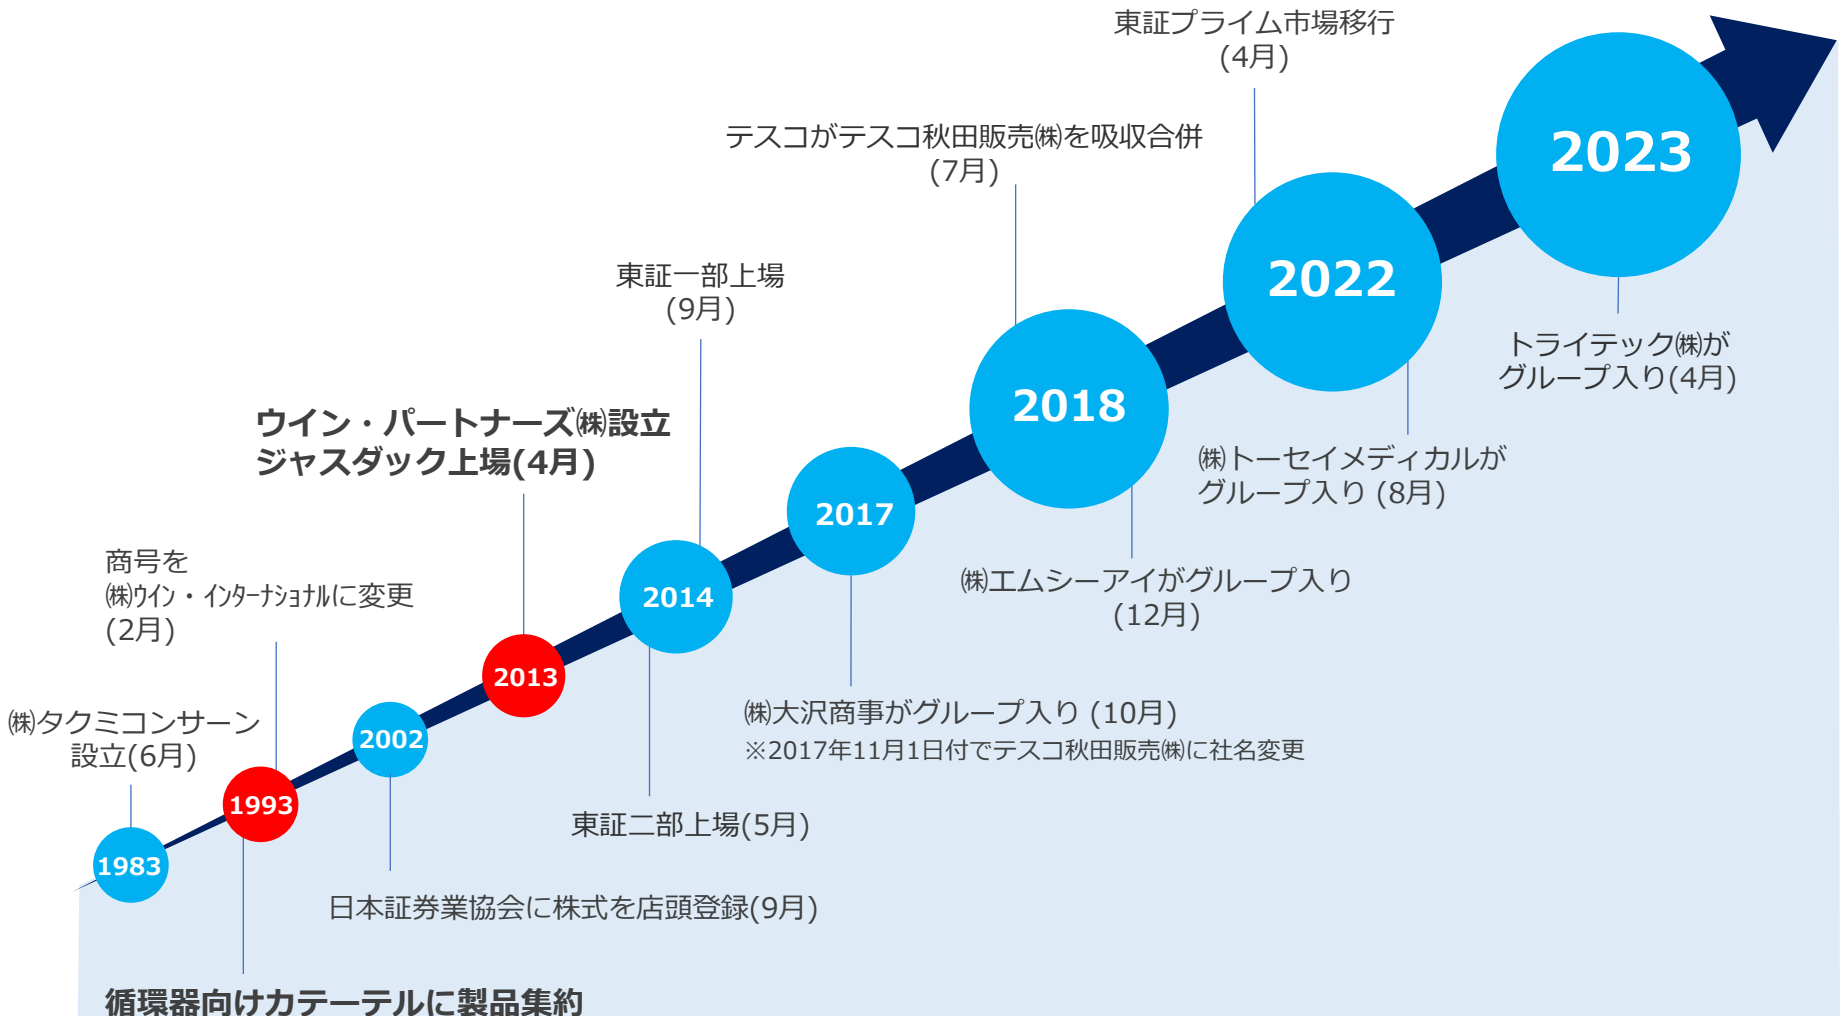 ㈱タクミコンサーン
設立(6月)
1983
商号を
㈱ｳｲﾝ・ｲﾝﾀｰﾅｼｮﾅﾙに変更
(2月)
1993
循環器向けカテーテルに製品集約
2002
日本証券業協会に株式を店頭登録(9月)
ウイン・パートナーズ㈱設立
ジャスダック上場(4月)
2013
東証一部上場
(9月)
2014
東証二部上場(5月)
2017
㈱大沢商事がグループ入り (10月)
※2017年11月1日付でテスコ秋田販売㈱に社名変更
テスコがテスコ秋田販売㈱を吸収合併
(7月)
2018
㈱エムシーアイがグループ入り
(12月)
東証プライム市場移行
(4月)
2022
㈱トーセイメディカルが
グループ入り (8月)
2023
トライテック㈱が
グループ入り(4月)